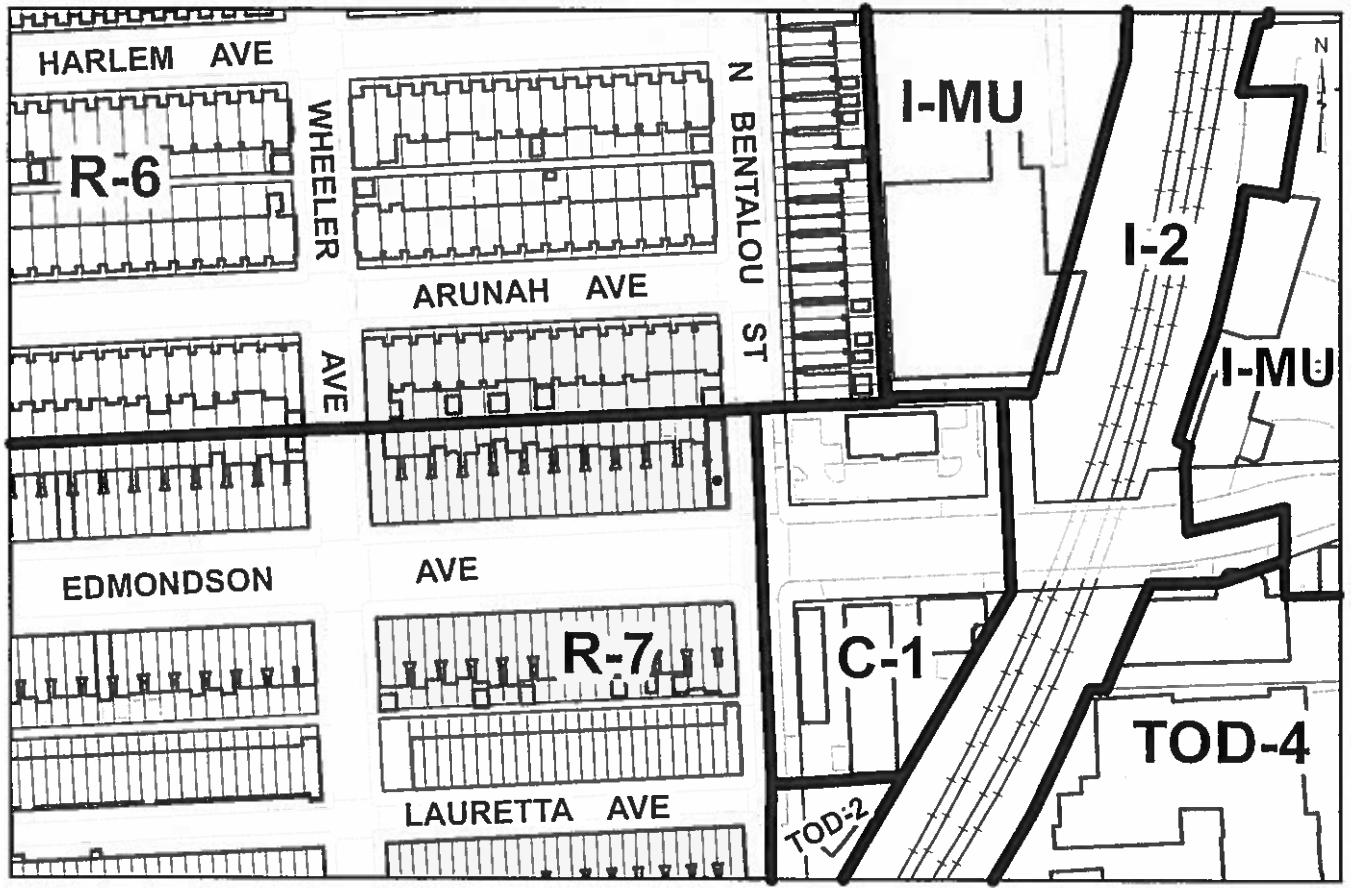 HARLEM AVE
N
I-MU
WHEELER AVE
N BENTALOU ST
R-6
I-2
ARUNAH AVE
I-MU
EDMONDSON AVE
R-7
C-1
TOD-4
LAURETTA AVE
TOD-2